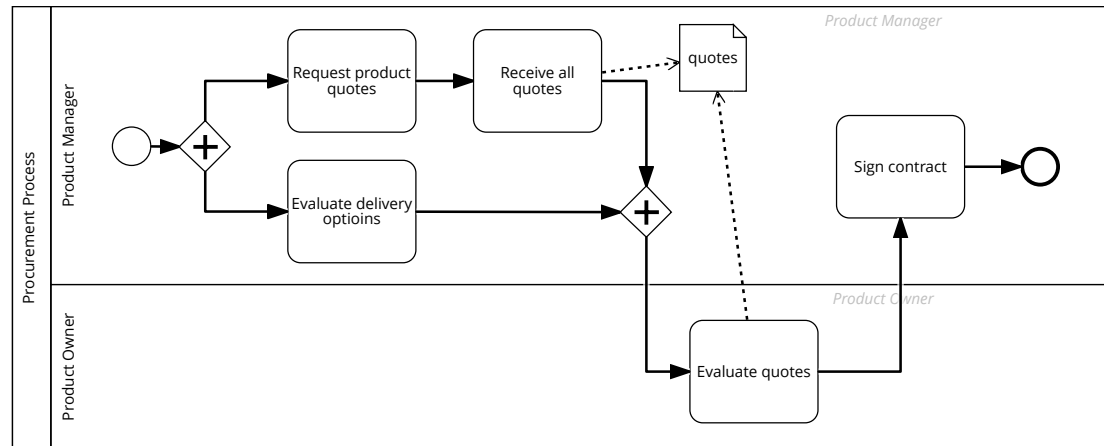 Procurement Process
Product Manager
Product Manager
Request product
quotes
Receive all
quotes
quotes
Evaluate delivery
optioins
Sign contract
Product Owner
Product Owner
Evaluate quotes